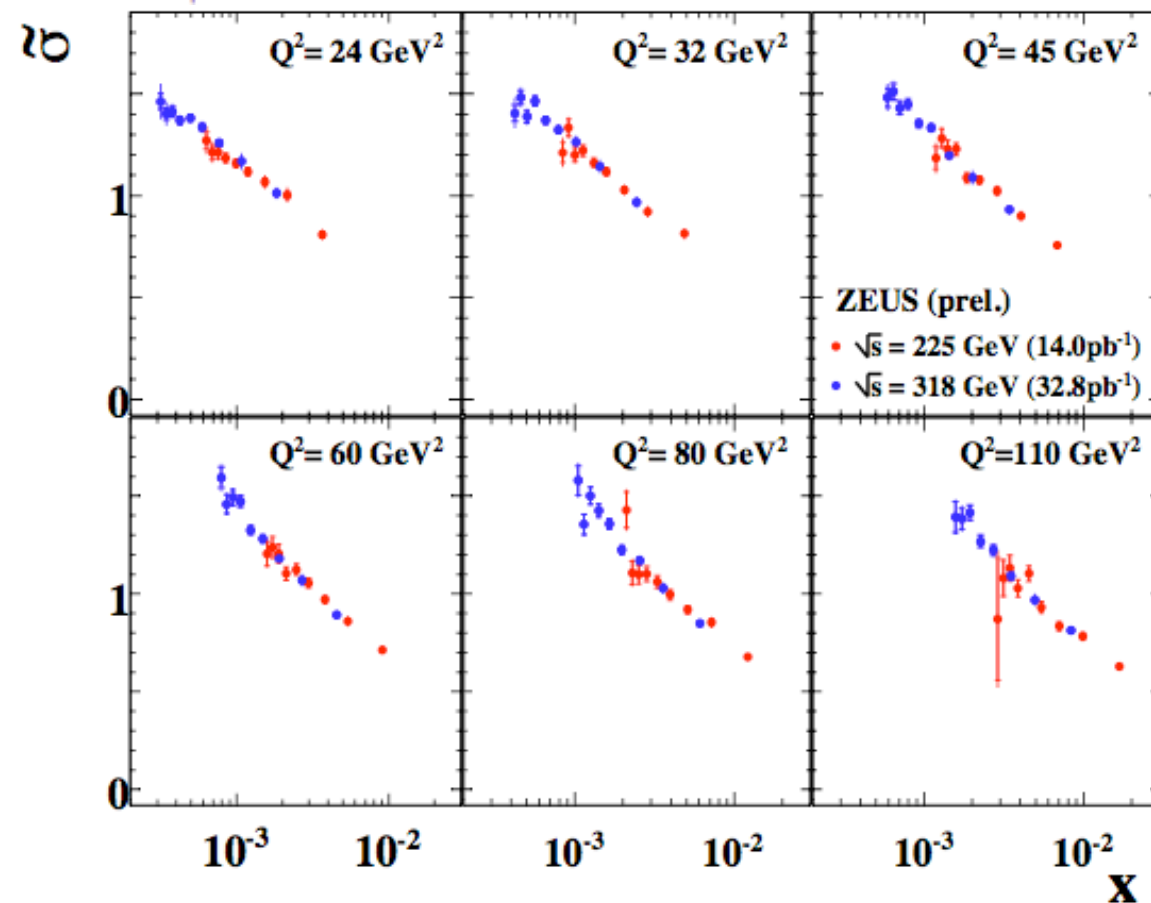 σ̃
Q²= 24 GeV²
Q²= 32 GeV²
Q²= 45 GeV²
1
0
ZEUS (prel.)
√s = 225 GeV (14.0pb⁻¹)
√s = 318 GeV (32.8pb⁻¹)
Q²= 60 GeV²
Q²= 80 GeV²
Q²=110 GeV²
1
0
10⁻³ 10⁻² 10⁻³ 10⁻² 10⁻³ 10⁻²
x